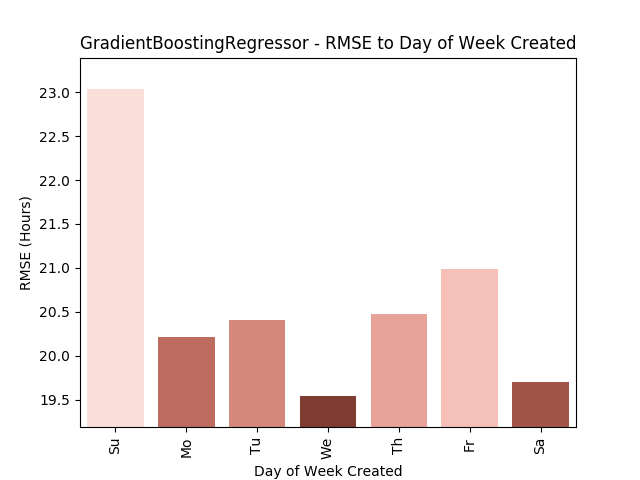 GradientBoostingRegressor - RMSE to Day of Week Created
23.0
22.5
22.0
21.5
21.0
20.5
20.0
19.5
RMSE (Hours)
Su
Mo
Tu
We
Th
Fr
Sa
Day of Week Created